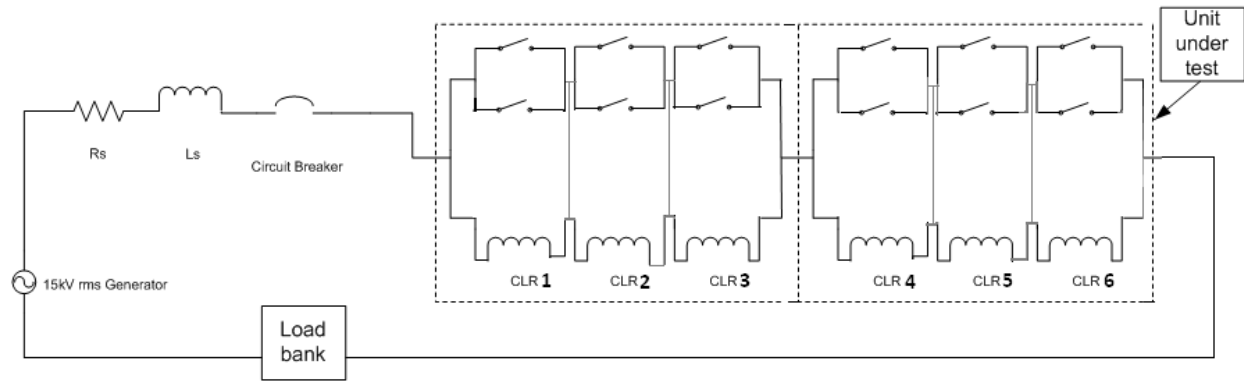 Unit
under
test
Rs
Ls
Circuit Breaker
CLR 1
CLR 2
CLR 3
CLR 4
CLR 5
CLR 6
15kV rms Generator
Load
bank